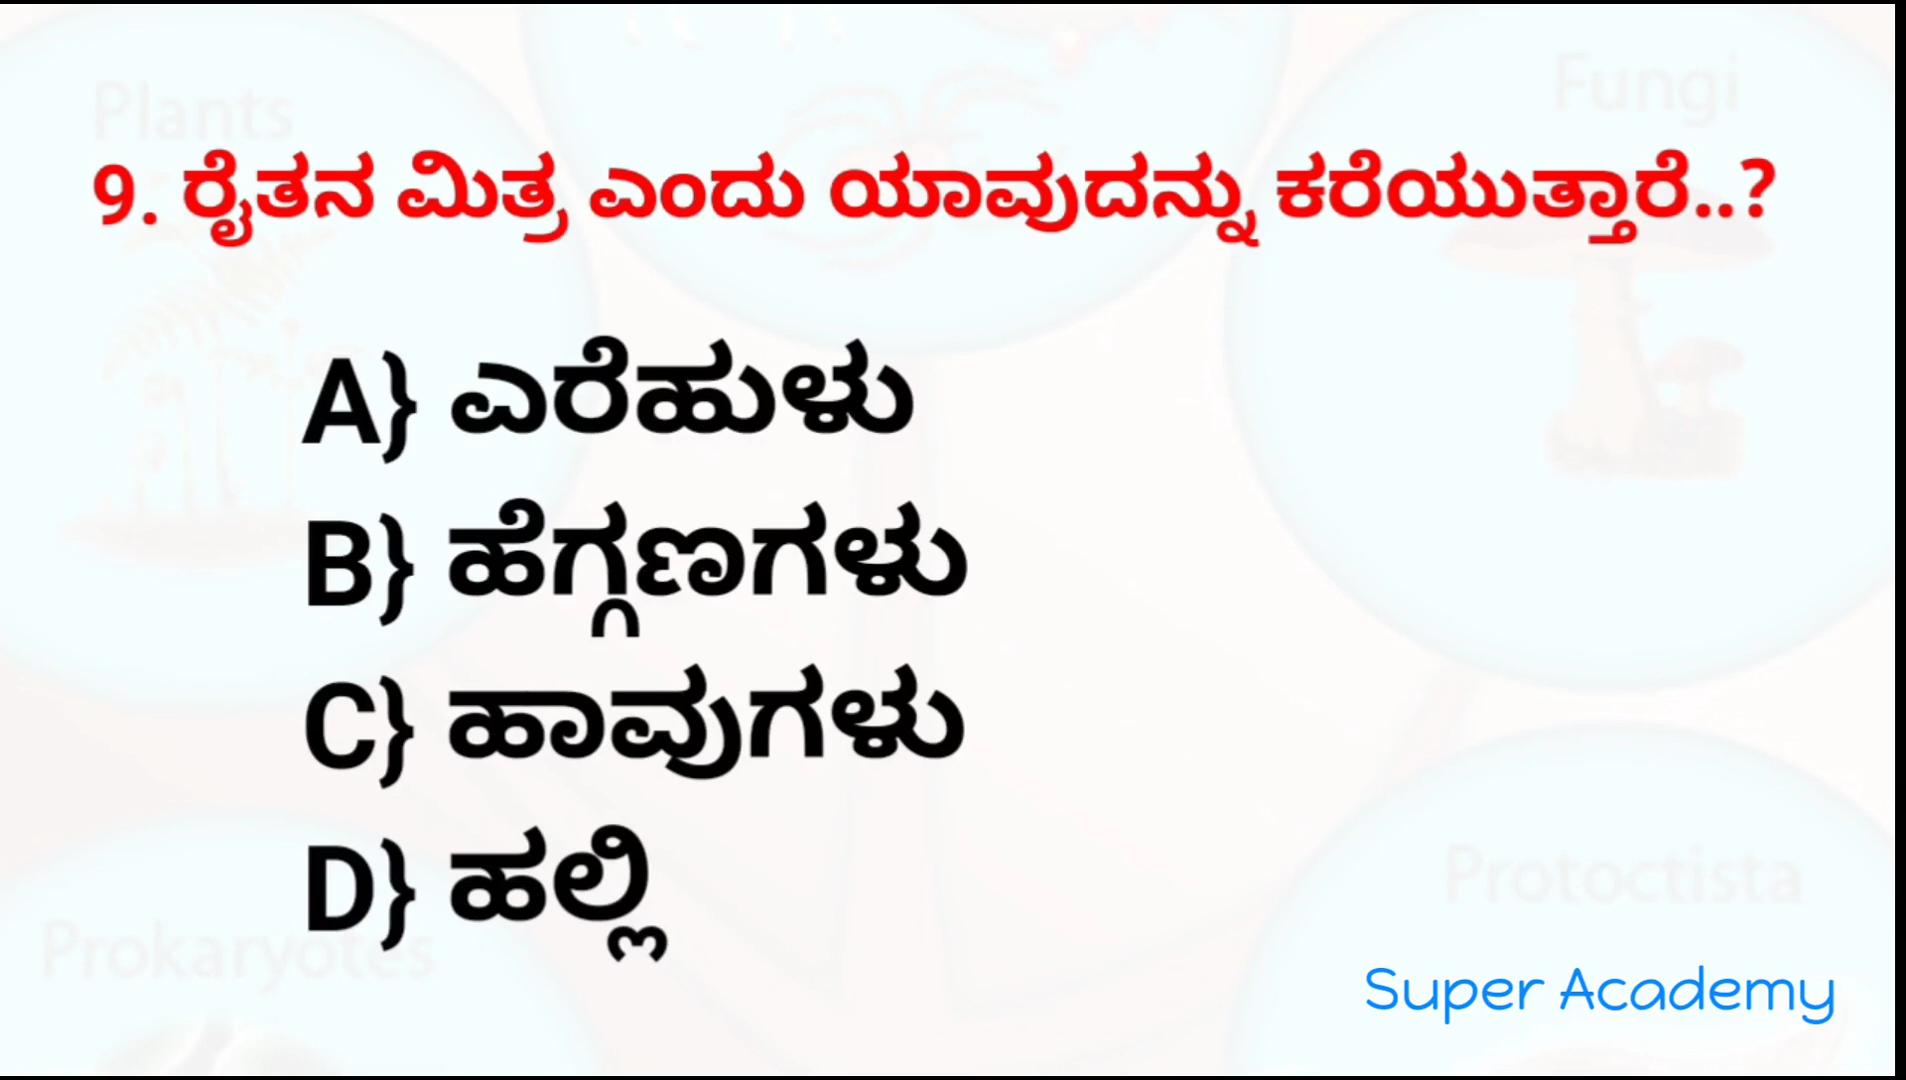 Plants
Fungi
9. ರೈತನ ಮಿತ್ರ ಎಂದು ಯಾವುದನ್ನು ಕರೆಯುತ್ತಾರೆ..?
A} ಎರೆಹುಳು
B} ಹೆಗ್ಗಣಗಳು
C} ಹಾವುಗಳು
D} ಹಲ್ಲಿ
Protoctista
Prokaryotes
Super Academy